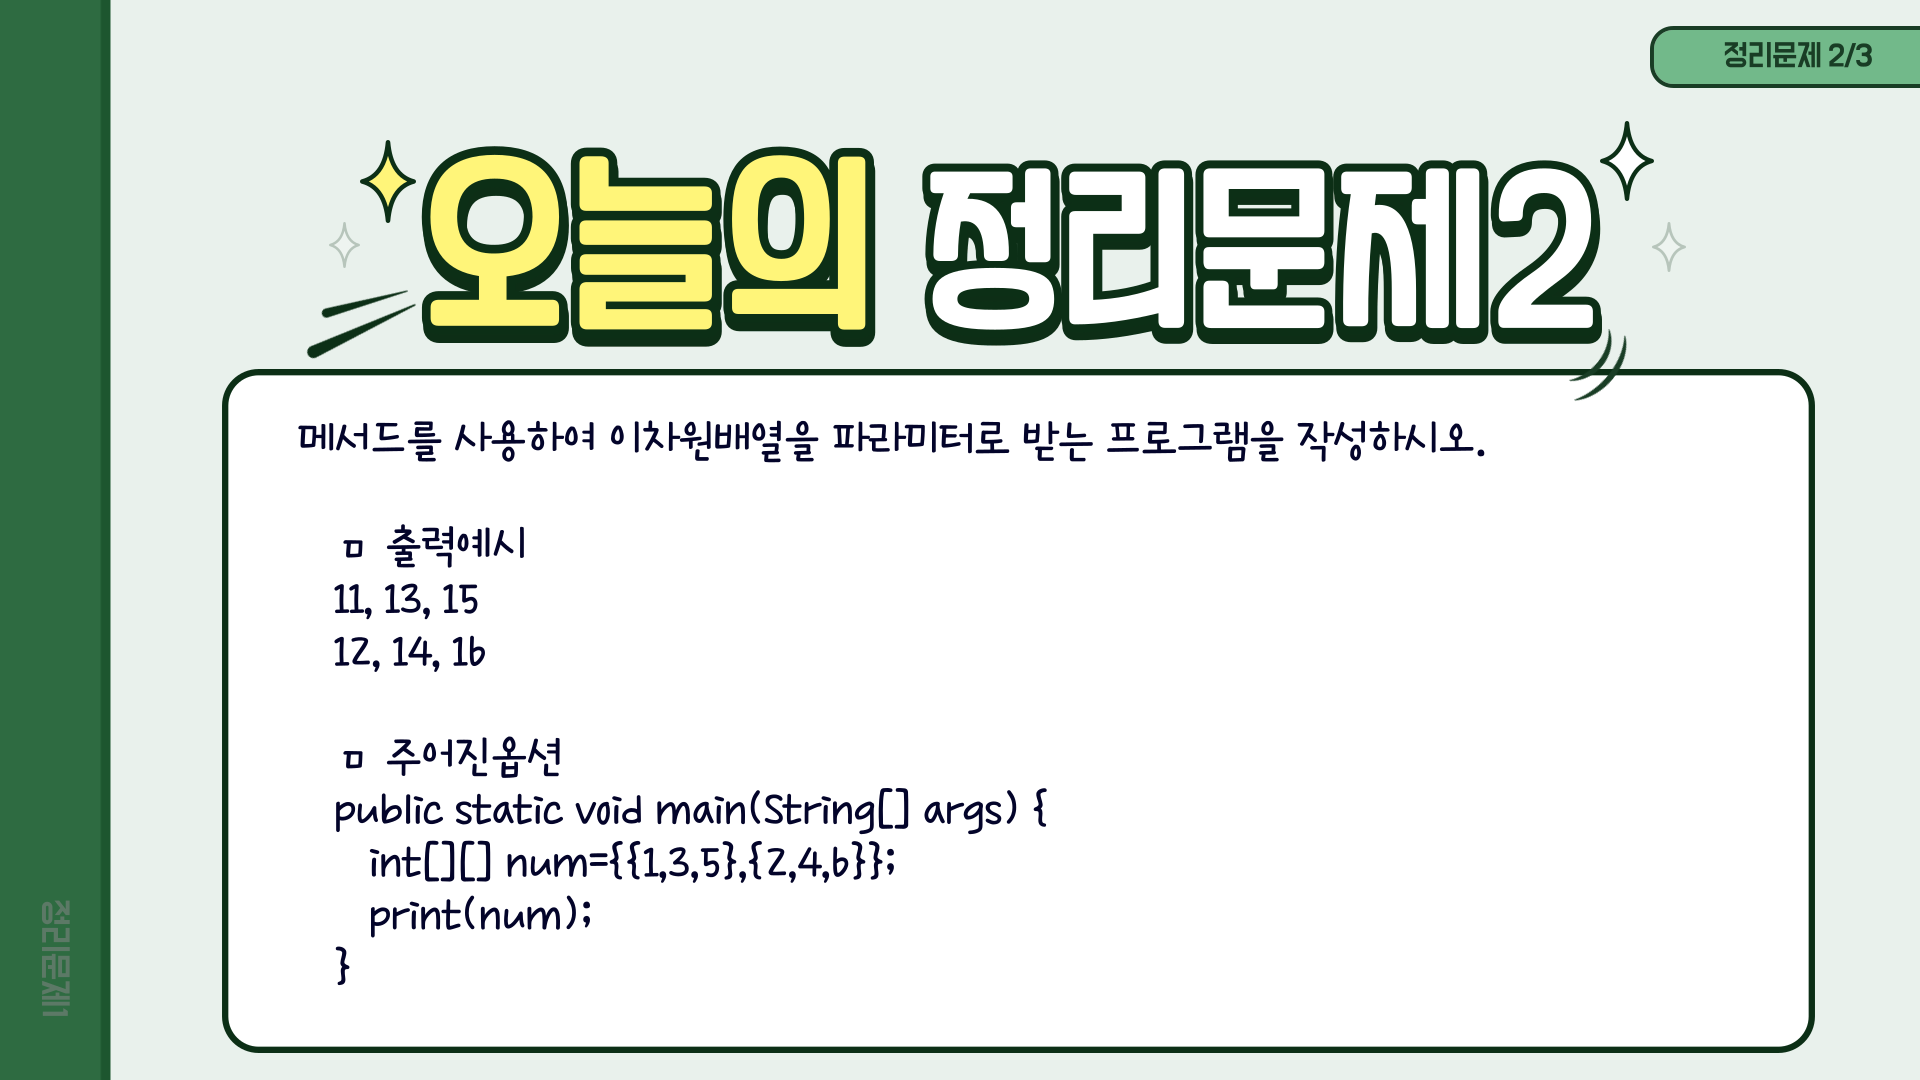 정리문제 2/3
오늘의 정리문제2
메서드를 사용하여 이차원배열을 파라미터로 받는 프로그램을 작성하시오.
ㅁ 출력예시
11, 13, 15
12, 14, 16
ㅁ 주어진옵션
public static void main(String[] args) {
int[][] num={{1,3,5},{2,4,6}};
print(num);
}
정리문제1